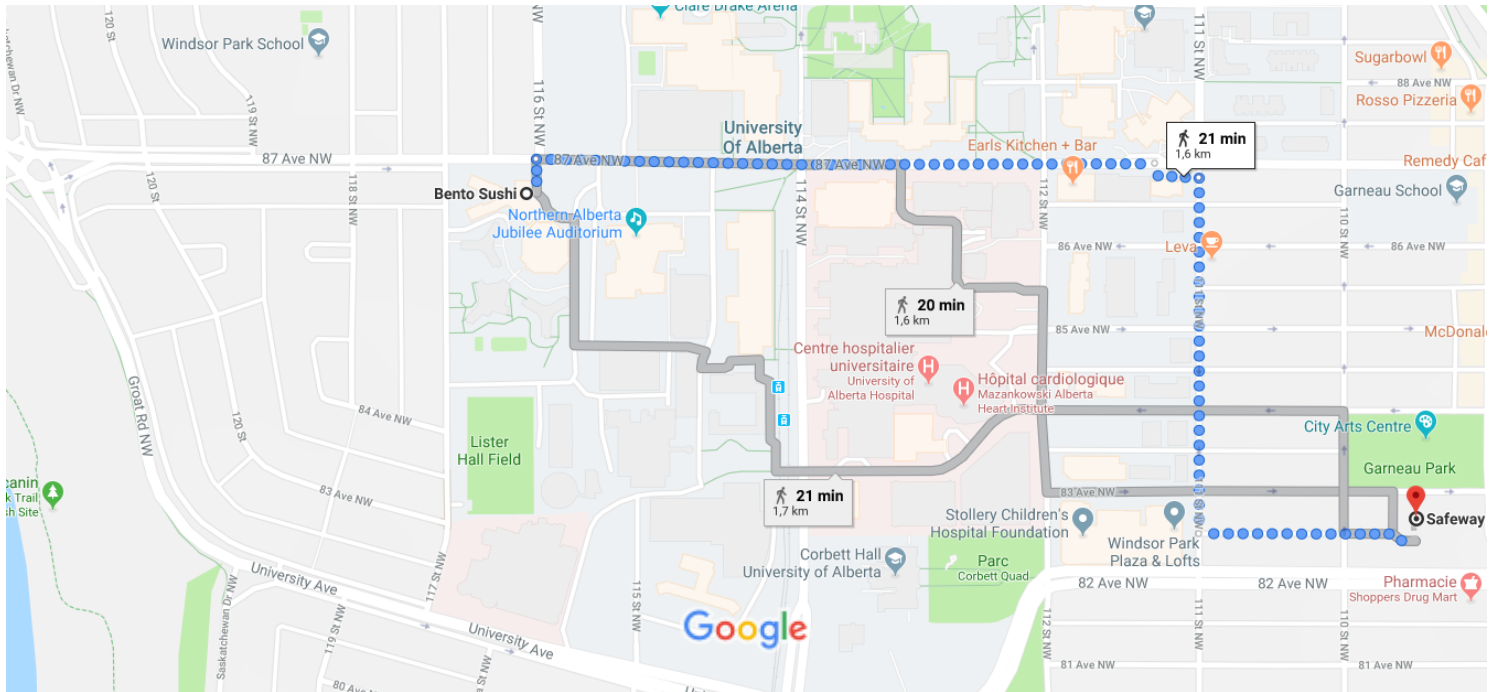 Clare Drake Arena
120 St
Windsor Park School
111 St NW
Sugarbowl
88 Ave NW
Rosso Pizzeria
119 St NW
116 St NW
University
Of Alberta
21 min
1,6 km
Earls Kitchen + Bar
87 Ave NW
87 Ave NW
87 Ave NW
Remedy Caf
Saskatchewan Dr NW
120 St
118 St NW
Bento Sushi
Garneau School
114 St NW
112 St NW
110 St NW
Northern Alberta
Jubilee Auditorium
86 Ave NW
Leva
86 Ave NW
20 min
1,6 km
111 St NW
85 Ave NW
McDonald
Centre hospitalier
universitaire
University of
Alberta Hospital
Hôpital cardiologique
Mazankowski Alberta
Heart Institute
Groat Rd NW
120 St
84 Ave NW
84 Ave NW
City Arts Centre
Lister
Hall Field
Garneau Park
83 Ave NW
21 min
1,7 km
83 Ave NW
Stollery Children's
Hospital Foundation
Safeway
Windsor Park
Plaza & Lofts
Corbett Hall
University of Alberta
Parc
Corbett Quad
82 Ave NW
82 Ave NW
Pharmacie
Shoppers Drug Mart
University Ave
117 St NW
115 St NW
Saskatchewan Dr NW
119 St NW
University Ave
Google
112 St NW
111 St NW
110 St
81 Ave NW
81 Ave NW
80 Ave NW